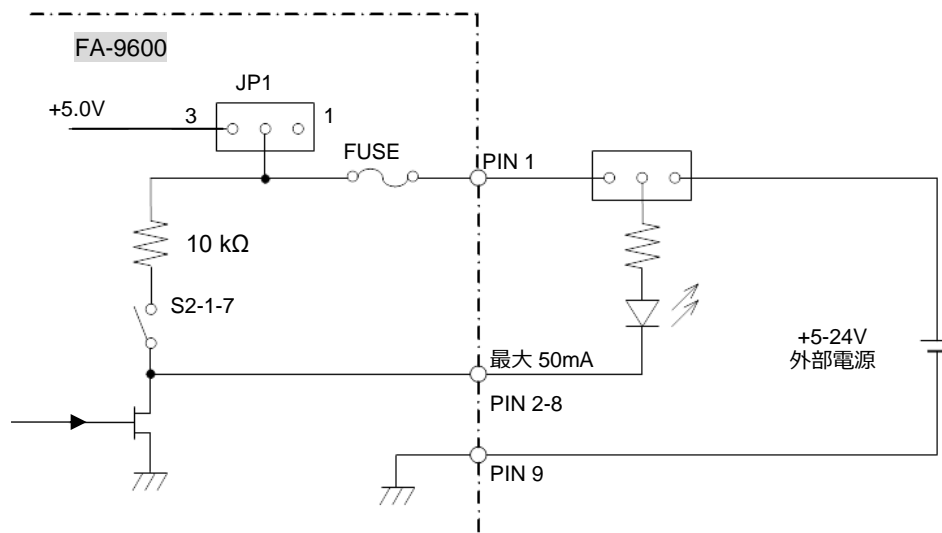 FA-9600
JP1
+5.0V
3
1
FUSE
PIN 1
10 kΩ
S2-1-7
+5-24V
外部電源
最大 50mA
PIN 2-8
PIN 9